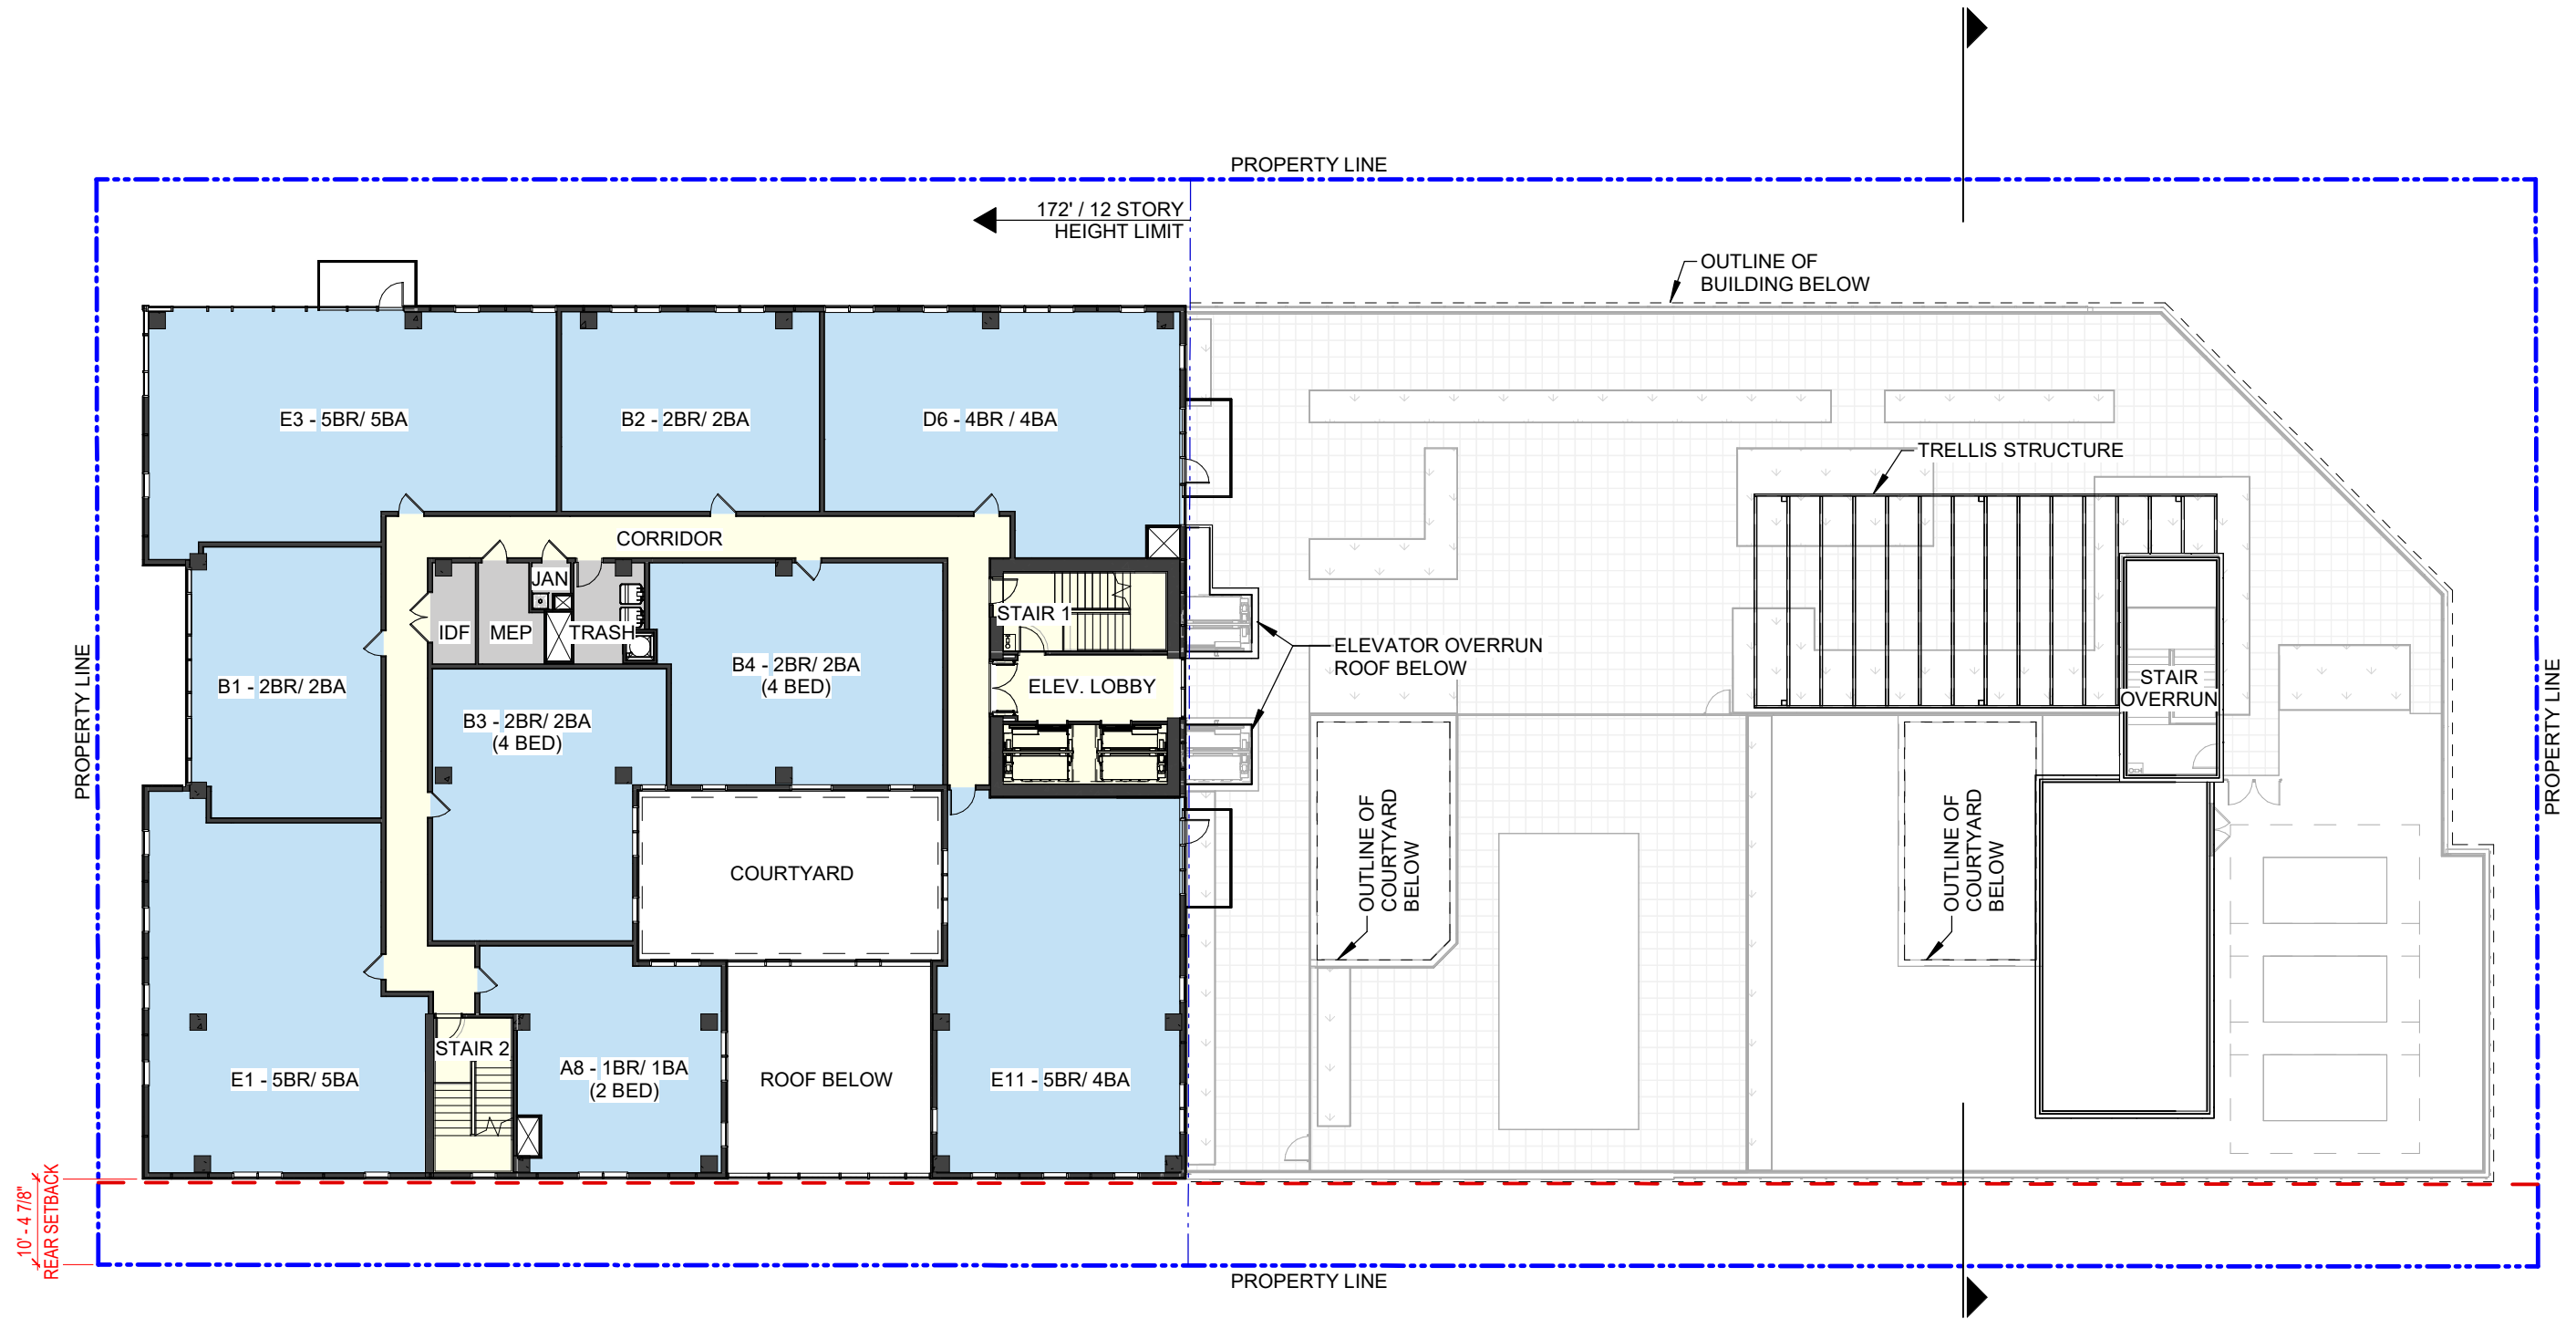 PROPERTY LINE
172' / 12 STORY
HEIGHT LIMIT
OUTLINE OF
BUILDING BELOW
E3 - 5BR/ 5BA
B2 - 2BR/ 2BA
D6 - 4BR / 4BA
TRELLIS STRUCTURE
CORRIDOR
JAN
IDF
MEP
TRASH
STAIR 1
ELEVATOR OVERRUN
ROOF BELOW
B4 - 2BR/ 2BA
(4 BED)
B1 - 2BR/ 2BA
ELEV. LOBBY
STAIR
OVERRUN
PROPERTY LINE
PROPERTY LINE
B3 - 2BR/ 2BA
(4 BED)
COURTYARD
OUTLINE OF
COURTYARD
BELOW
OUTLINE OF
COURTYARD
BELOW
STAIR 2
E1 - 5BR/ 5BA
A8 - 1BR/ 1BA
(2 BED)
ROOF BELOW
E11 - 5BR/ 4BA
10' - 4 7/8"
REAR SETBACK
PROPERTY LINE